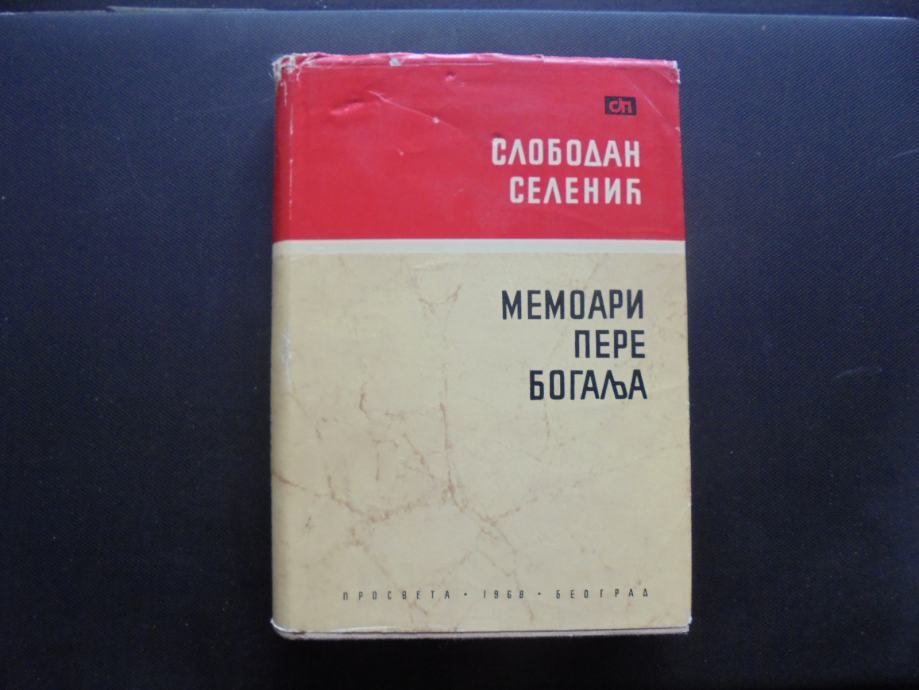 СП
СЛОБОДАН
СЕЛЕНИЋ
МЕМОАРИ
ПЕРЕ
БОГАЉА
ПРОСВЕТА • 1968 • БЕОГРАД